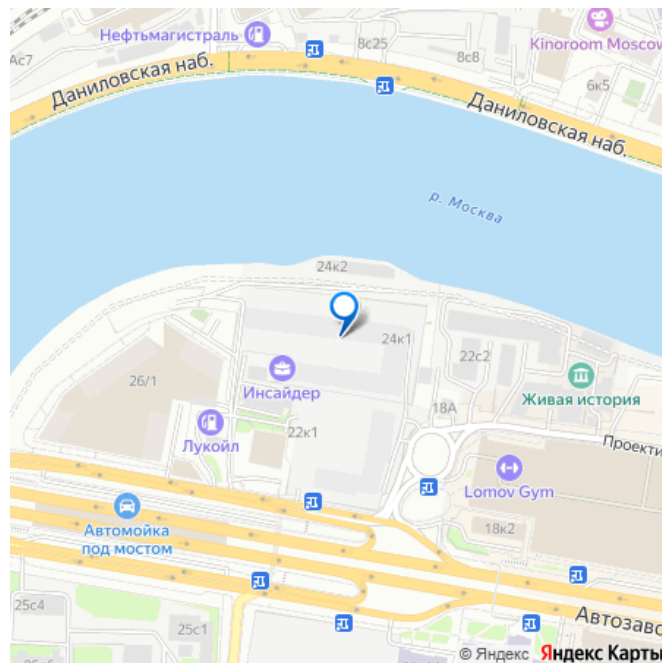 Нефтьмагистраль
8с25
Kinoroom Moscow
Ас7
8с8
Даниловская наб.
6к5
Даниловская наб.
р. Москва
24к2
24к1
22с2
26/1
Инсайдер
Живая история
18А
Лукойл
22к1
Проекти
Lomov Gym
Автомойка
под мостом
18к2
25с4
25с1
Автозаво
© Яндекс Яндекс Карты